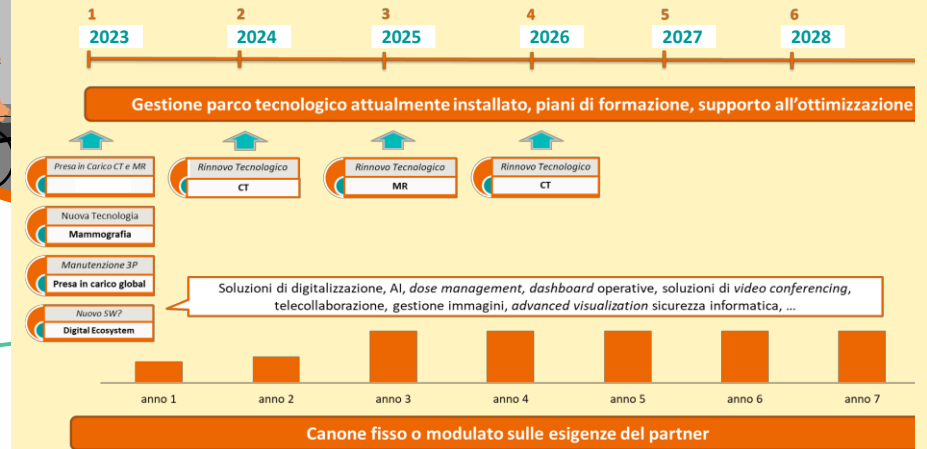 1 2 3 4 5 6
2023 2024 2025 2026 2027 2028
Gestione parco tecnologico attualmente installato, piani di formazione, supporto all'ottimizzazione
Presa in Carico CT e MR
Rinnovo Tecnologico
CT
Rinnovo Tecnologico
MR
Rinnovo Tecnologico
CT
Nuova Tecnologia
Mammografia
Manutenzione 3P
Presa in carico global
Nuovo SW?
Digital Ecosystem
Soluzioni di digitalizzazione, AI, dose management, dashboard operative, soluzioni di video conferencing,
telecollaborazione, gestione immagini, advanced visualization sicurezza informatica, ...
anno 1 anno 2 anno 3 anno 4 anno 5 anno 6 anno 7
Canone fisso o modulato sulle esigenze del partner